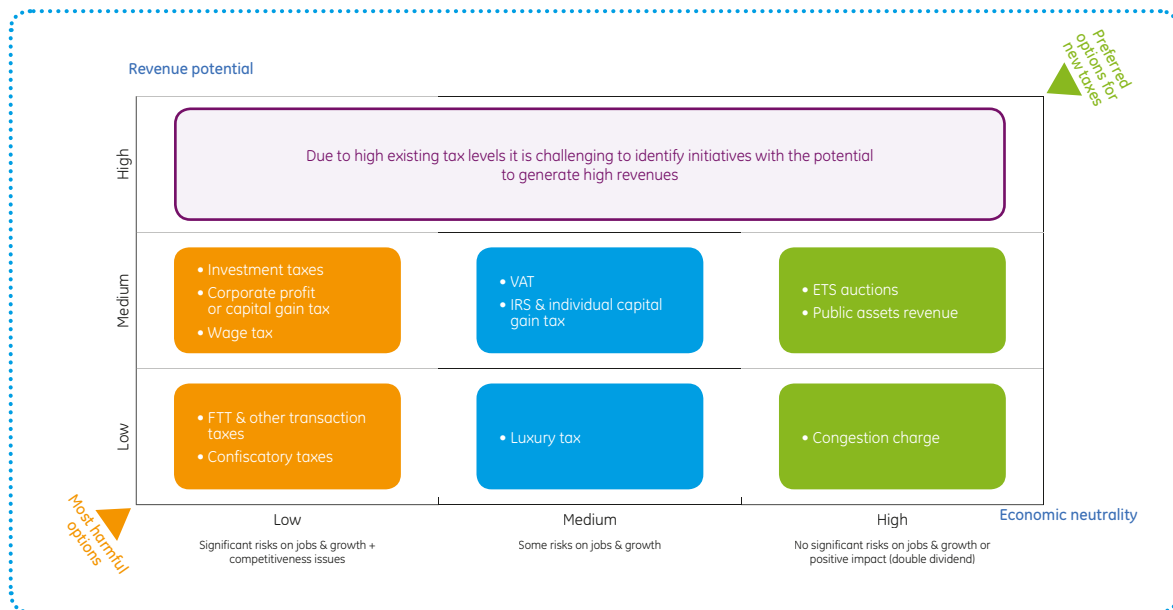 Preferred
options for
new taxes
Revenue potential
High
Due to high existing tax levels it is challenging to identify initiatives with the potential
to generate high revenues
Medium
• Investment taxes
• Corporate profit
or capital gain tax
• Wage tax
• VAT
• IRS & individual capital
gain tax
• ETS auctions
• Public assets revenue
Low
• FTT & other transaction
taxes
• Confiscatory taxes
• Luxury tax
• Congestion charge
Most harmful
options
Low
Medium
High
Economic neutrality
Significant risks on jobs & growth +
competitiveness issues
Some risks on jobs & growth
No significant risks on jobs & growth or
positive impact (double dividend)